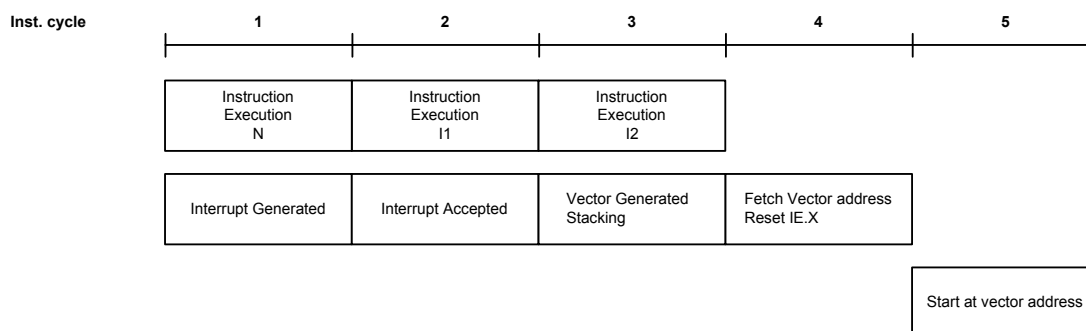 Inst. cycle 1 2 3 4 5
Instruction
Execution
N
Instruction
Execution
I1
Instruction
Execution
I2
Interrupt Generated
Interrupt Accepted
Vector Generated
Stacking
Fetch Vector address
Reset IE.X
Start at vector address